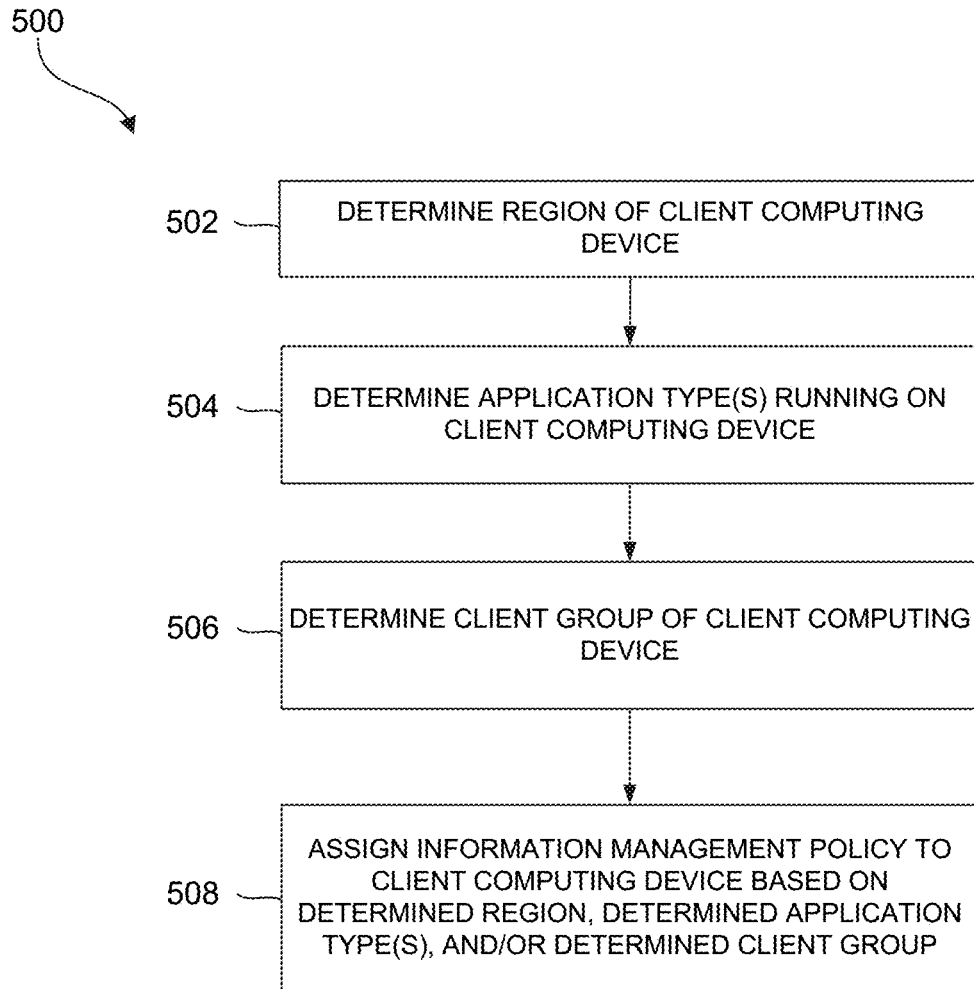 500
502
DETERMINE REGION OF CLIENT COMPUTING
DEVICE
504
DETERMINE APPLICATION TYPE(S) RUNNING ON
CLIENT COMPUTING DEVICE
506
DETERMINE CLIENT GROUP OF CLIENT COMPUTING
DEVICE
508
ASSIGN INFORMATION MANAGEMENT POLICY TO
CLIENT COMPUTING DEVICE BASED ON
DETERMINED REGION, DETERMINED APPLICATION
TYPE(S), AND/OR DETERMINED CLIENT GROUP